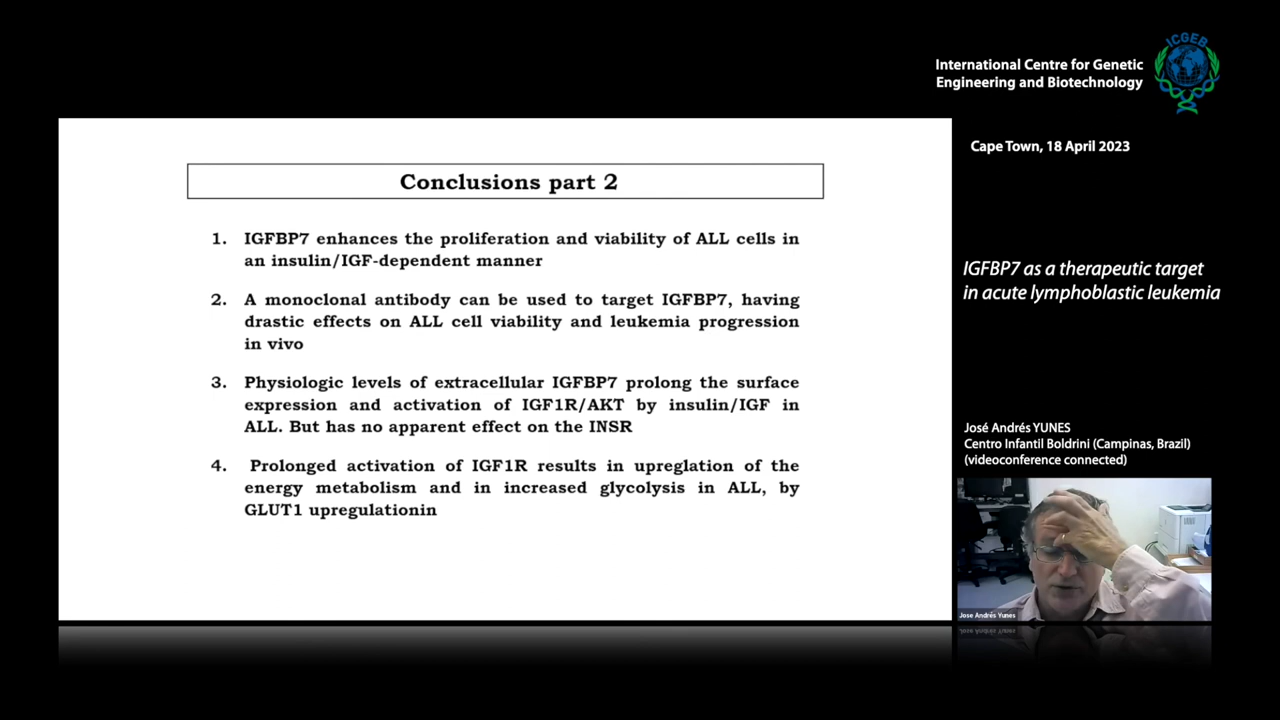 ICGEB
International Centre for Genetic
Engineering and Biotechnology
Cape Town, 18 April 2023
Conclusions part 2
1. IGFBP7 enhances the proliferation and viability of ALL cells in
an insulin/IGF-dependent manner
2. A monoclonal antibody can be used to target IGFBP7, having
drastic effects on ALL cell viability and leukemia progression
in vivo
3. Physiologic levels of extracellular IGFBP7 prolong the surface
expression and activation of IGF1R/AKT by insulin/IGF in
ALL. But has no apparent effect on the INSR
4. Prolonged activation of IGF1R results in upreglation of the
energy metabolism and in increased glycolysis in ALL, by
GLUT1 upregulationin
IGFBP7 as a therapeutic target
in acute lymphoblastic leukemia
José Andrés YUNES
Centro Infantil Boldrini (Campinas, Brazil)
(videoconference connected)
Jose Andrés Yunes